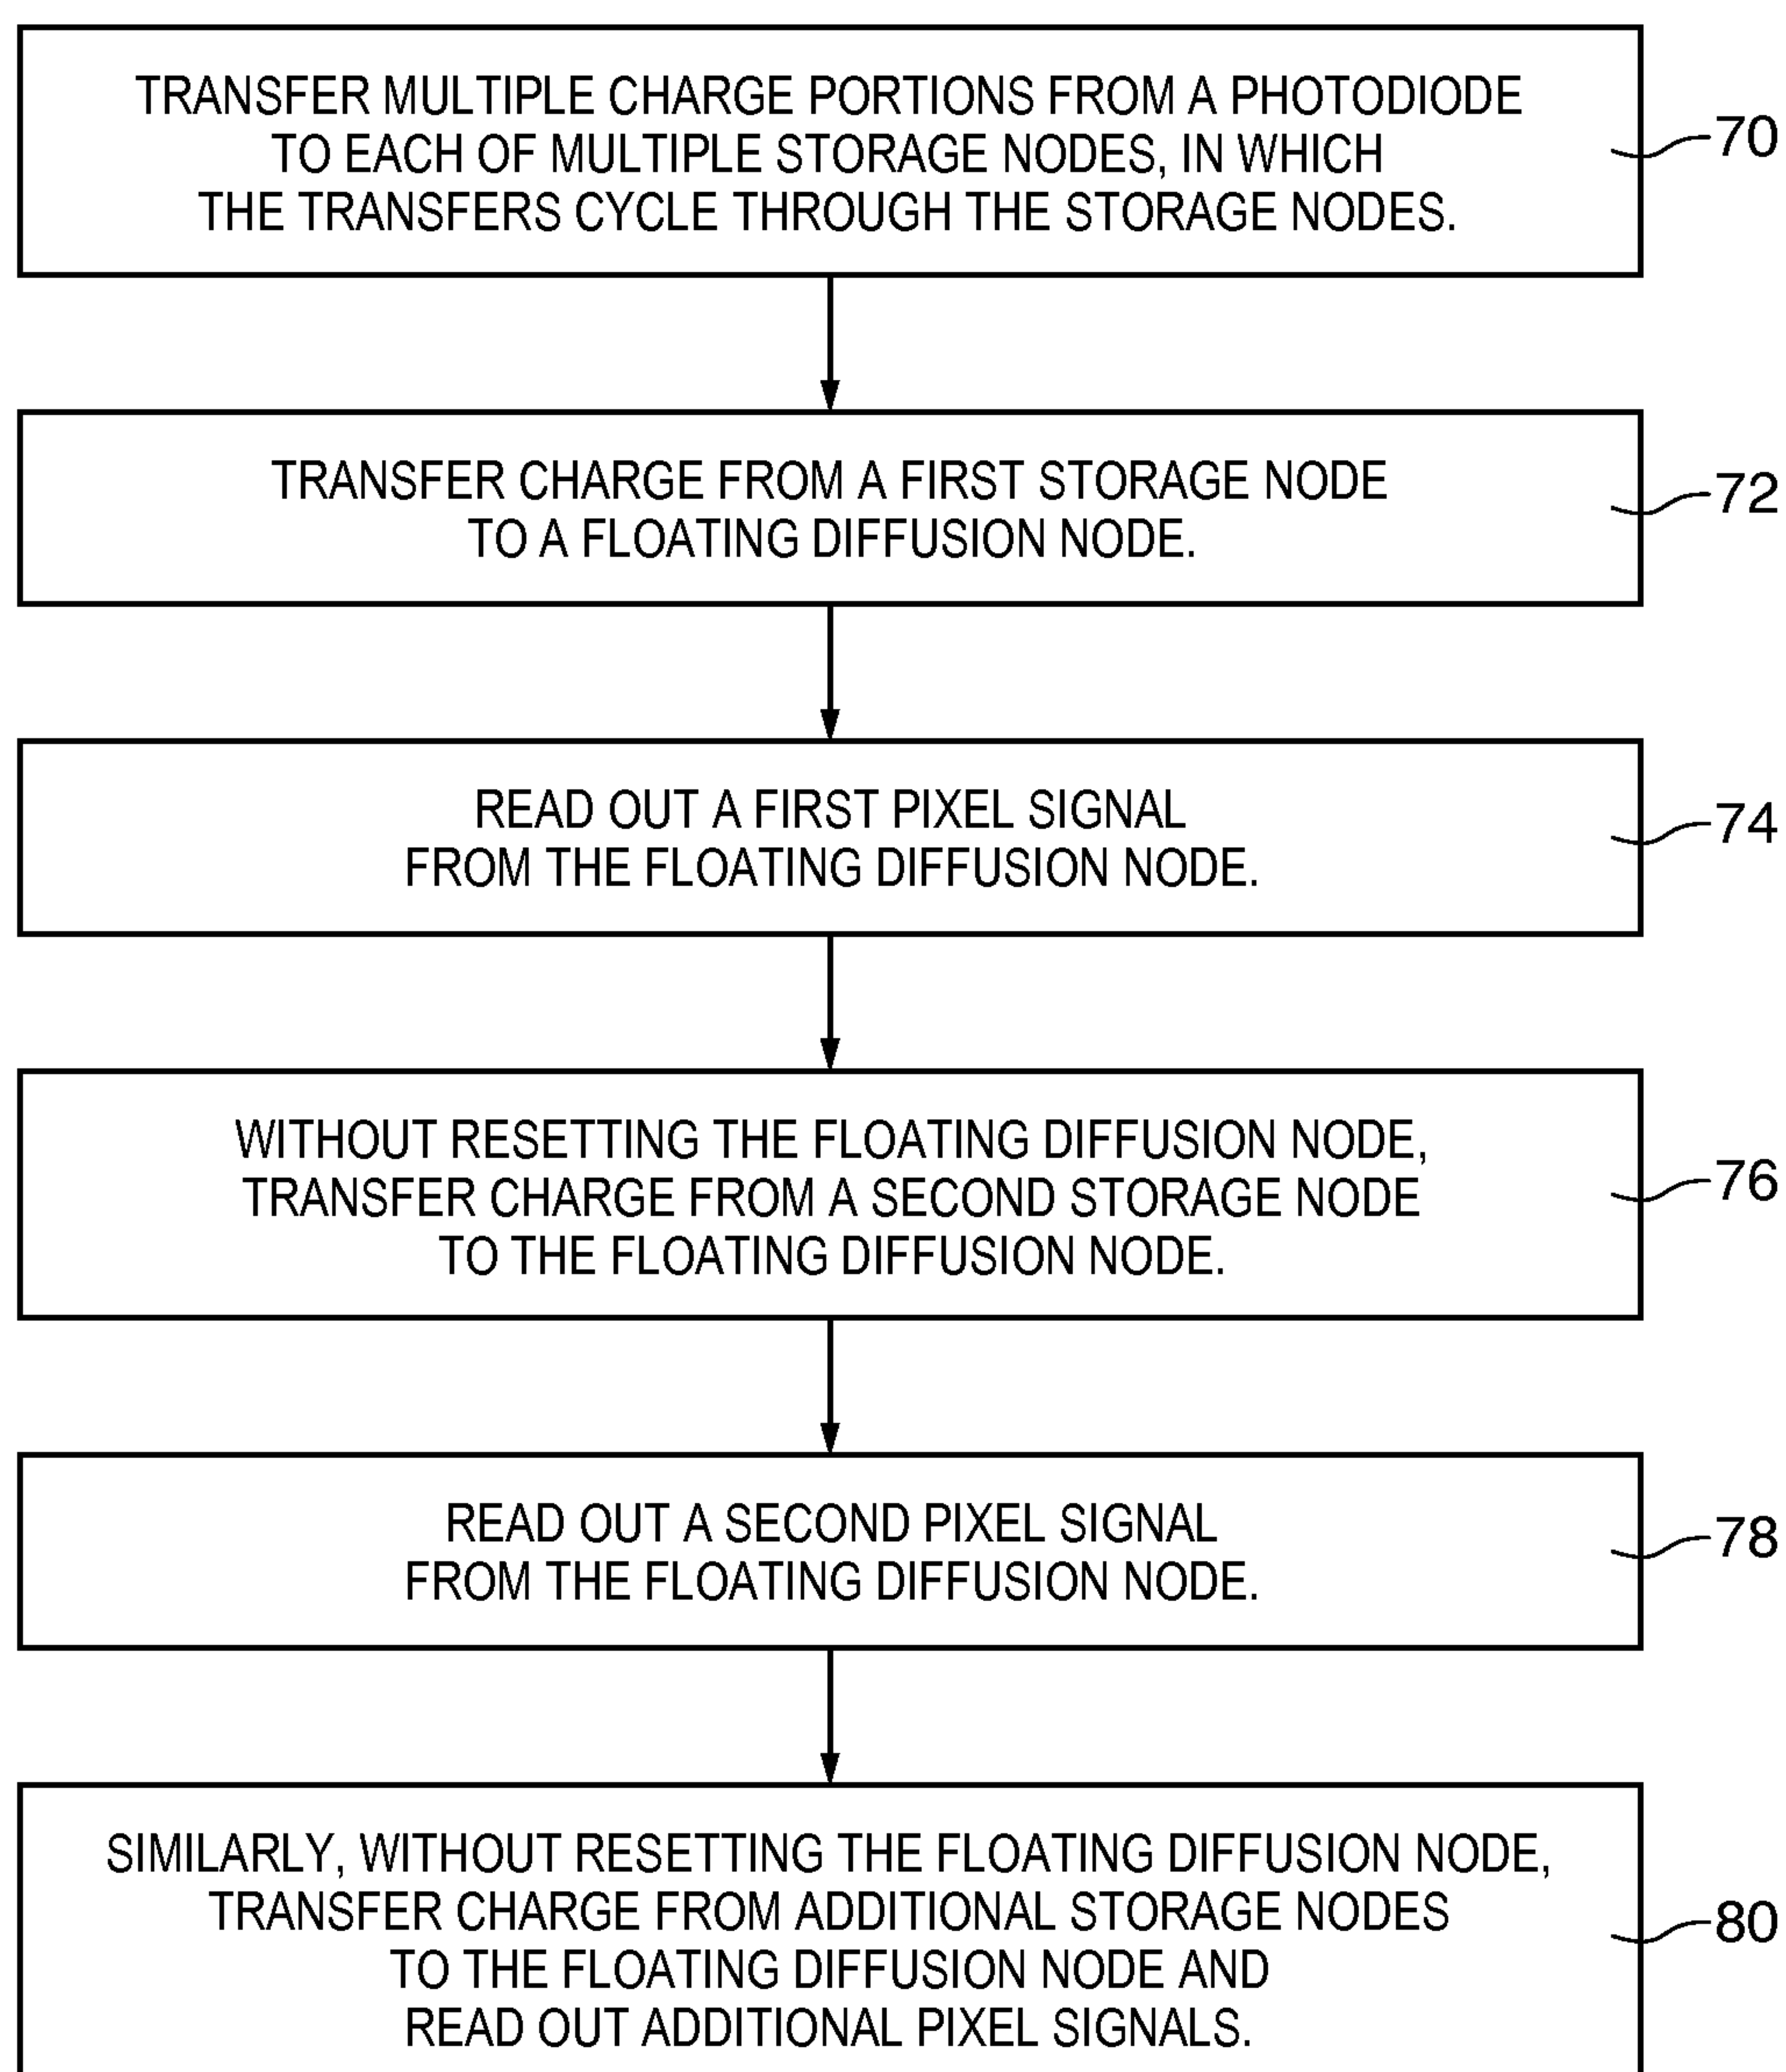 TRANSFER MULTIPLE CHARGE PORTIONS FROM A PHOTODIODE
TO EACH OF MULTIPLE STORAGE NODES, IN WHICH
THE TRANSFERS CYCLE THROUGH THE STORAGE NODES.
70
TRANSFER CHARGE FROM A FIRST STORAGE NODE
TO A FLOATING DIFFUSION NODE.
72
READ OUT A FIRST PIXEL SIGNAL
FROM THE FLOATING DIFFUSION NODE.
74
WITHOUT RESETTING THE FLOATING DIFFUSION NODE,
TRANSFER CHARGE FROM A SECOND STORAGE NODE
TO THE FLOATING DIFFUSION NODE.
76
READ OUT A SECOND PIXEL SIGNAL
FROM THE FLOATING DIFFUSION NODE.
78
SIMILARLY, WITHOUT RESETTING THE FLOATING DIFFUSION NODE,
TRANSFER CHARGE FROM ADDITIONAL STORAGE NODES
TO THE FLOATING DIFFUSION NODE AND
READ OUT ADDITIONAL PIXEL SIGNALS.
80